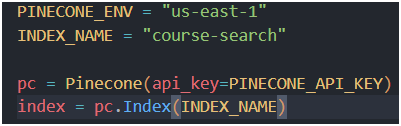 PINECONE_ENV = "us-east-1"
INDEX_NAME = "course-search"
pc = Pinecone(api_key=PINECONE_API_KEY)
index = pc.Index(INDEX_NAME)